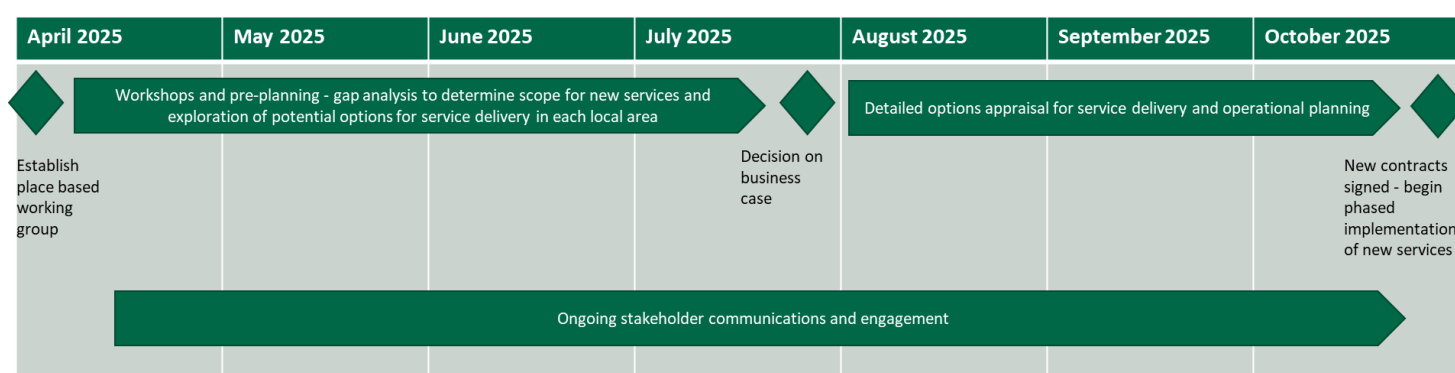 April 2025
May 2025
June 2025
July 2025
August 2025
September 2025
October 2025
Workshops and pre-planning - gap analysis to determine scope for new services and
exploration of potential options for service delivery in each local area
Detailed options appraisal for service delivery and operational planning
Establish
place based
working
group
Decision on
business
case
New contracts
signed - begin
phased
implementation
of new services
Ongoing stakeholder communications and engagement